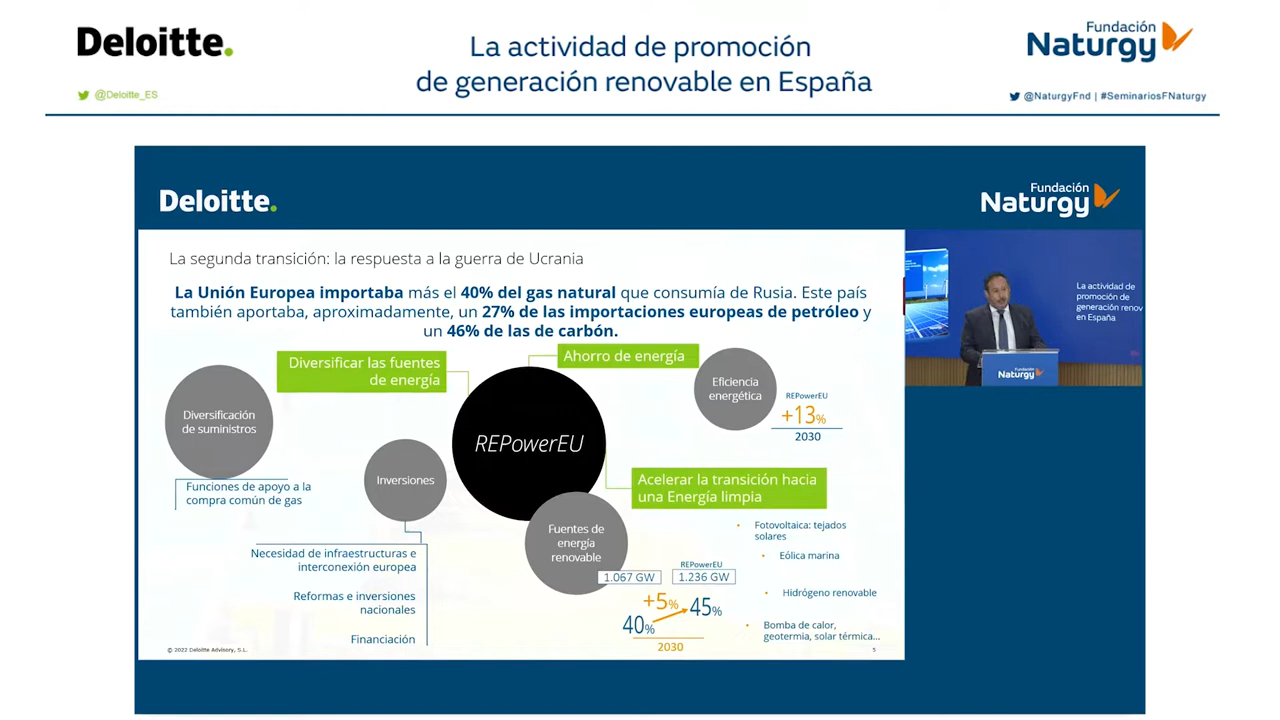 Deloitte.
@Deloitte_ES
La actividad de promoción
de generación renovable en España
Fundación
Naturgy
@NaturgyFnd | #SeminariosFNaturgy
Deloitte.
Fundación
Naturgy
La segunda transición: la respuesta a la guerra de Ucrania
La Unión Europea importaba más el 40% del gas natural que consumía de Rusia. Este país
también aportaba, aproximadamente, un 27% de las importaciones europeas de petróleo y
un 46% de las de carbón.
Diversificar las fuentes
de energía
Ahorro de energía
Diversificación
de suministros
Funciones de apoyo a la
compra común de gas
Inversiones
Necesidad de infraestructuras e
interconexión europea
Reformas e inversiones
nacionales
Financiación
REPowerEU
Eficiencia
energética
REPowerEU
+13%
2030
Acelerar la transición hacia
una Energía limpia
Fuentes de
energía
renovable
1.067 GW
REPowerEU
1.236 GW
+5%
40%
45%
2030
• Fotovoltaica: tejados
solares
• Eólica marina
• Hidrógeno renovable
• Bomba de calor,
geotermia, solar térmica...
© 2022 Deloitte Advisory, S.L.
5
La actividad de
promoción de
generación renov
en España
Fundación
Naturgy